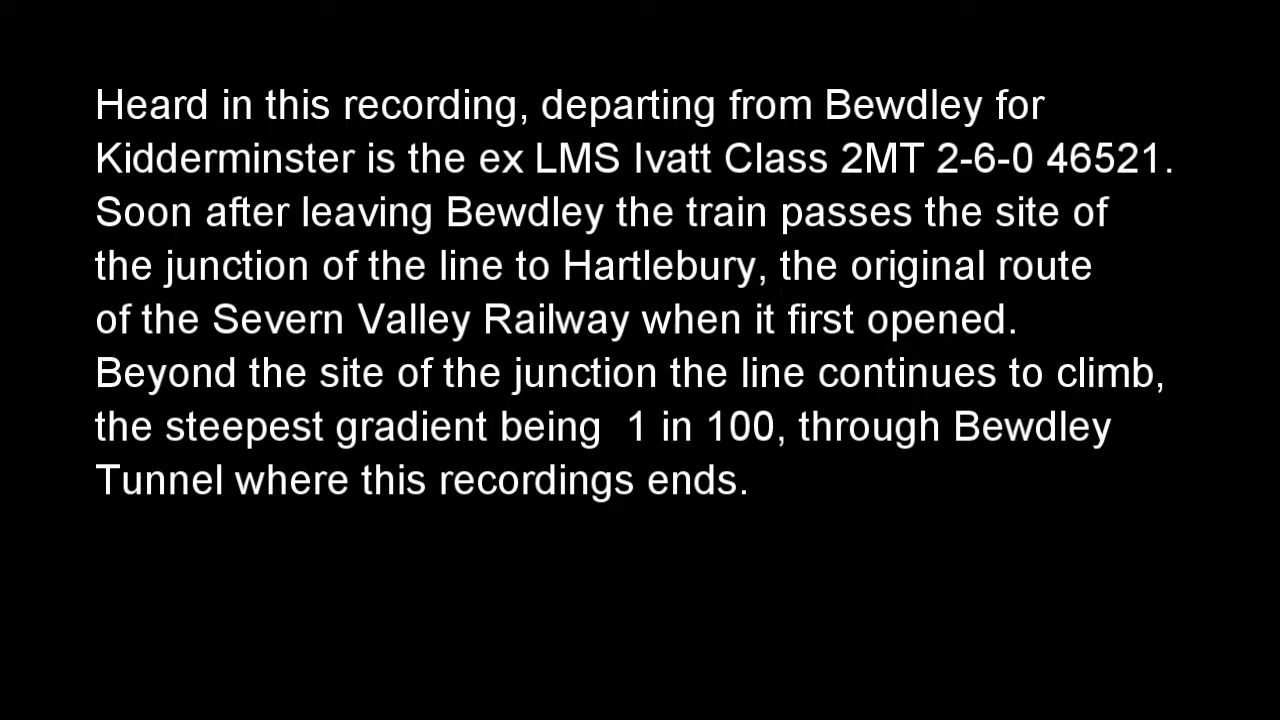 Heard in this recording, departing from Bewdley for
Kidderminster is the ex LMS Ivatt Class 2MT 2-6-0 46521.
Soon after leaving Bewdley the train passes the site of
the junction of the line to Hartlebury, the original route
of the Severn Valley Railway when it first opened.
Beyond the site of the junction the line continues to climb,
the steepest gradient being  1 in 100, through Bewdley
Tunnel where this recordings ends.